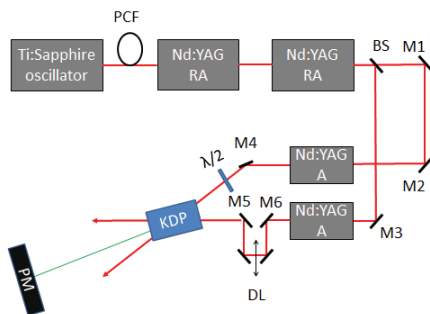 PCF
Ti:Sapphire
oscillator
Nd:YAG
RA
Nd:YAG
RA
BS
M1
M4
Nd:YAG
A
λ/2
M2
M5
M6
Nd:YAG
A
M3
KDP
PM
DL